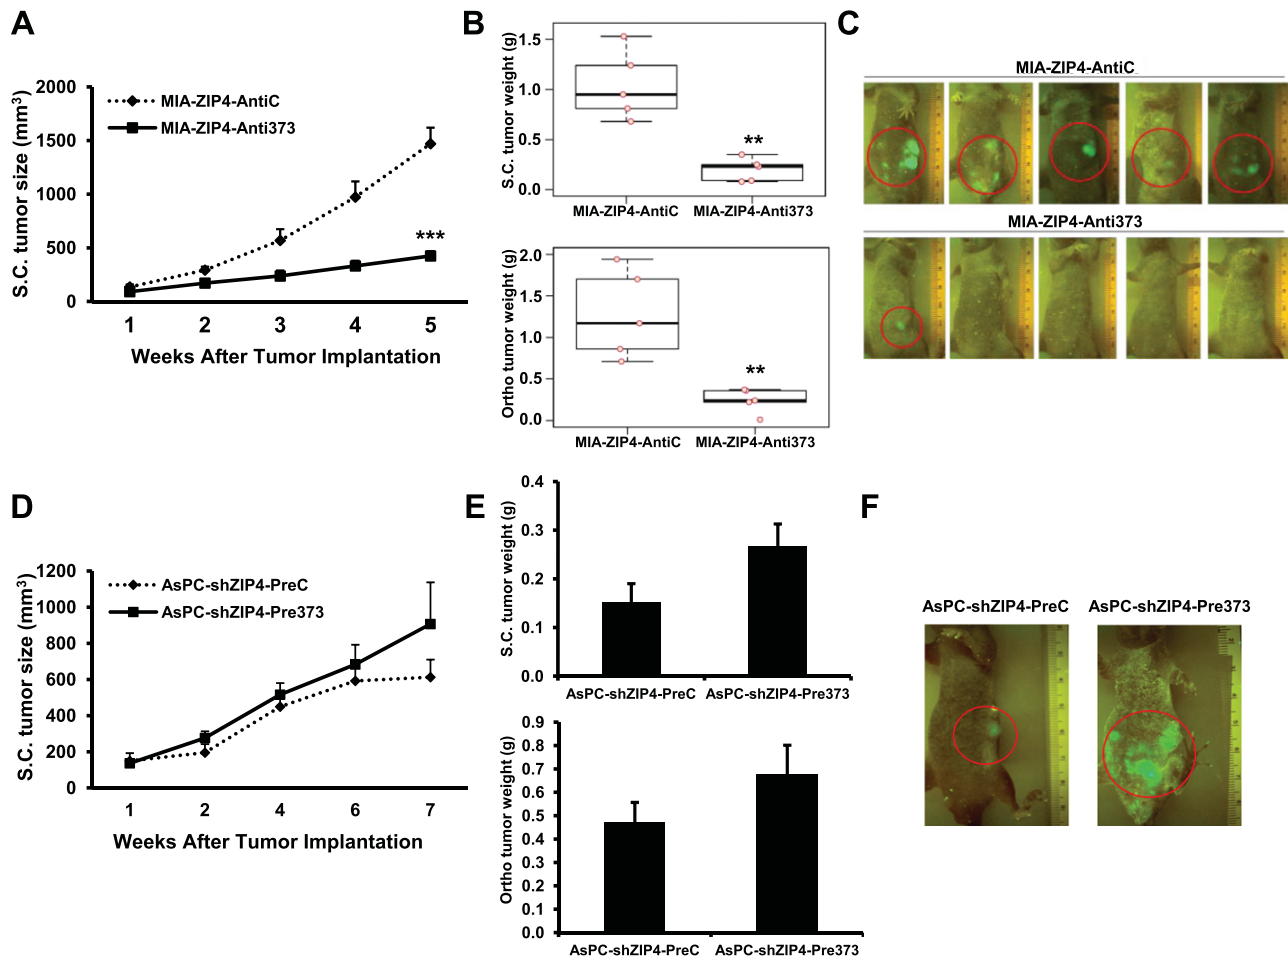 A
S.C. tumor size (mm³)
2000
1500
1000
500
0
MIA-ZIP4-AntiC
MIA-ZIP4-Anti373
***
1 2 3 4 5
Weeks After Tumor Implantation
B
S.C. tumor weight (g)
1.5
1.0
0.5
0.0
**
MIA-ZIP4-AntiC MIA-ZIP4-Anti373
Ortho tumor weight (g)
2.0
1.5
1.0
0.5
0.0
**
MIA-ZIP4-AntiC MIA-ZIP4-Anti373
C
MIA-ZIP4-AntiC
MIA-ZIP4-Anti373
D
S.C. tumor size (mm³)
1200
1000
800
600
400
200
0
AsPC-shZIP4-PreC
AsPC-shZIP4-Pre373
1 2 4 6 7
Weeks After Tumor Implantation
E
S.C. tumor weight (g)
0.4
0.3
0.2
0.1
0.0
AsPC-shZIP4-PreC AsPC-shZIP4-Pre373
Ortho tumor weight (g)
0.9
0.8
0.7
0.6
0.5
0.4
0.3
0.2
0.1
0.0
AsPC-shZIP4-PreC AsPC-shZIP4-Pre373
F
AsPC-shZIP4-PreC AsPC-shZIP4-Pre373